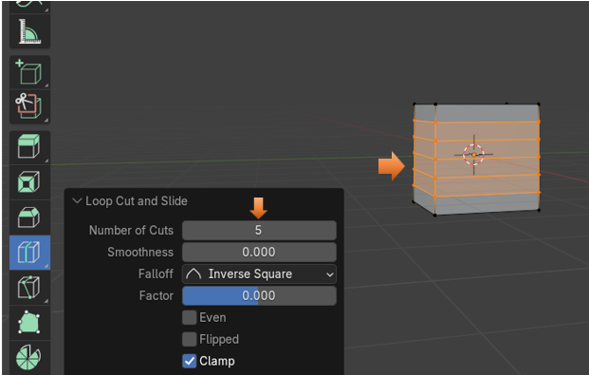 Loop Cut and Slide
Number of Cuts 5
Smoothness 0.000
Falloff Inverse Square
Factor 0.000
Even
Flipped
Clamp